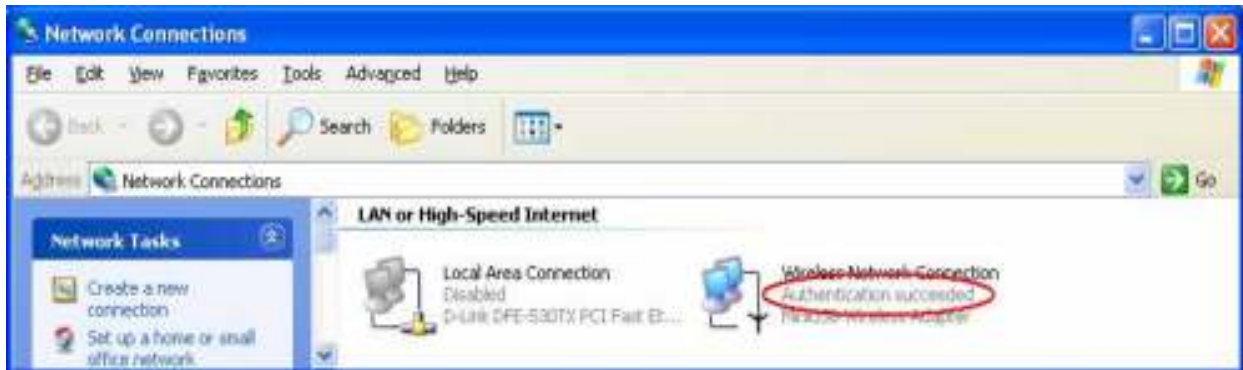 Network Connections
File Edit View Favorites Tools Advanced Help
Back Search Folders
Address Network Connections Go
LAN or High-Speed Internet
Network Tasks
Local Area Connection
Disabled
D-Link DFE-530TX PCI Fast Et...
Wireless Network Connection
Authentication succeeded
Wireless Adapter
Create a new
connection
Set up a home or small
office network